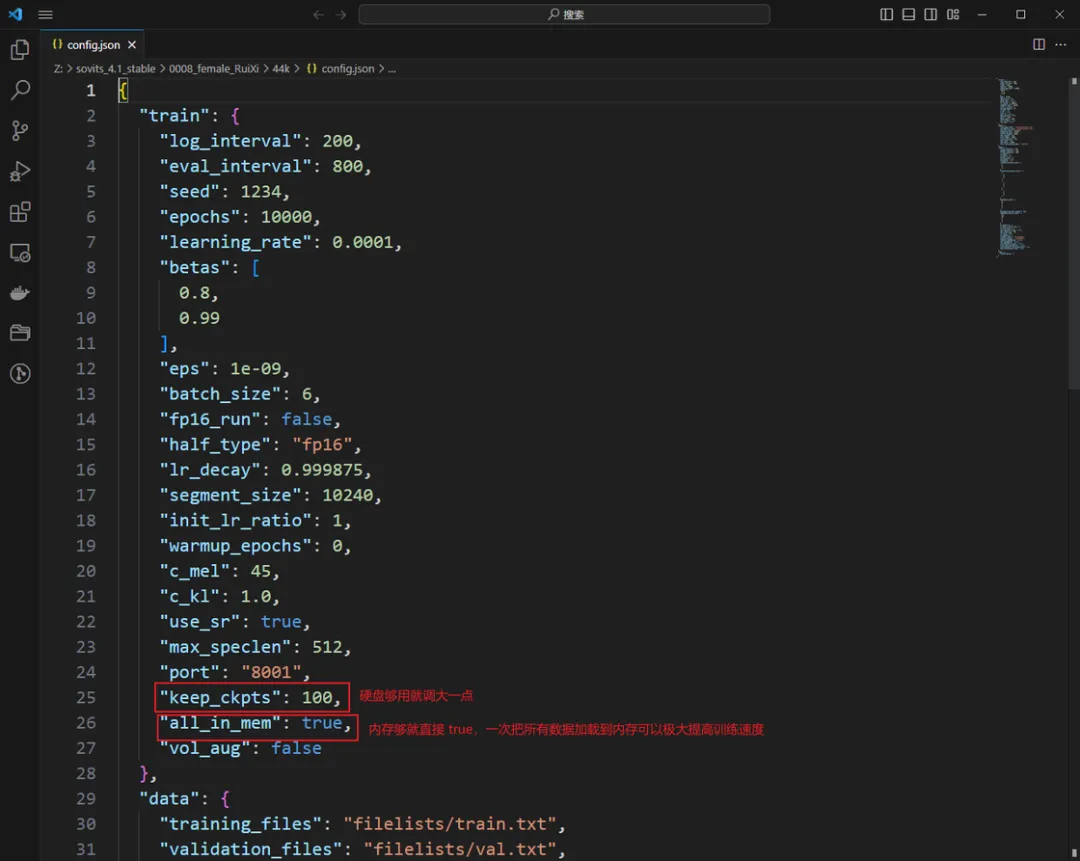 搜索
config.json
Z: > sovits_4.1_stable > 0008_female_RuiXi > 44k > {} config.json > ...
1 {
2 "train": {
3 "log_interval": 200,
4 "eval_interval": 800,
5 "seed": 1234,
6 "epochs": 10000,
7 "learning_rate": 0.0001,
8 "betas": [
9 0.8,
10 0.99
11 ],
12 "eps": 1e-09,
13 "batch_size": 6,
14 "fp16_run": false,
15 "half_type": "fp16",
16 "lr_decay": 0.999875,
17 "segment_size": 10240,
18 "init_lr_ratio": 1,
19 "warmup_epochs": 0,
20 "c_mel": 45,
21 "c_kl": 1.0,
22 "use_sr": true,
23 "max_speclen": 512,
24 "port": "8001",
25 "keep_ckpts": 100, 硬盘够用就调大一点
26 "all_in_mem": true, 内存够就直接 true，一次把所有数据加载到内存可以极大提高训练速度
27 "vol_aug": false
28 },
29 "data": {
30 "training_files": "filelists/train.txt",
31 "validation_files": "filelists/val.txt",